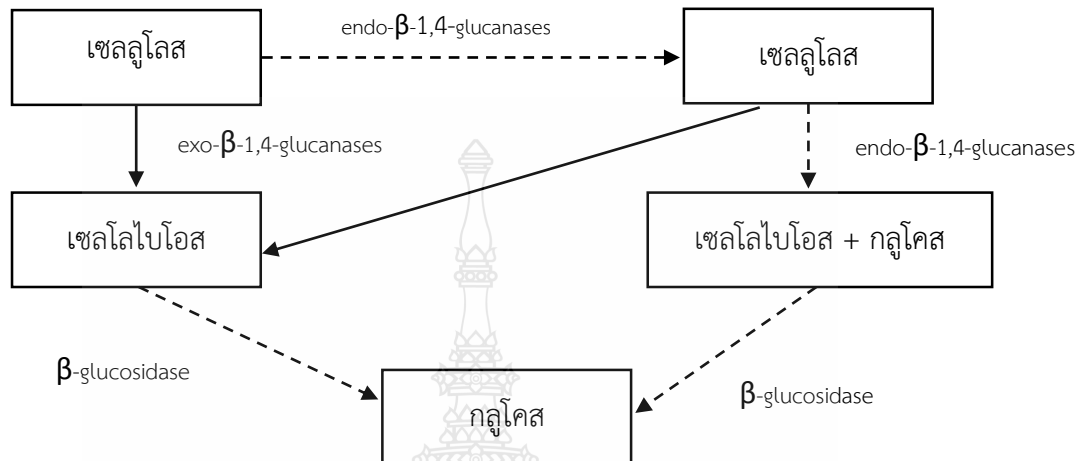 endo-β-1,4-glucanases
เซลลูโลส
เซลลูโลส
exo-β-1,4-glucanases
endo-β-1,4-glucanases
เซลโลไบโอส
เซลโลไบโอส + กลูโคส
β-glucosidase
β-glucosidase
กลูโคส